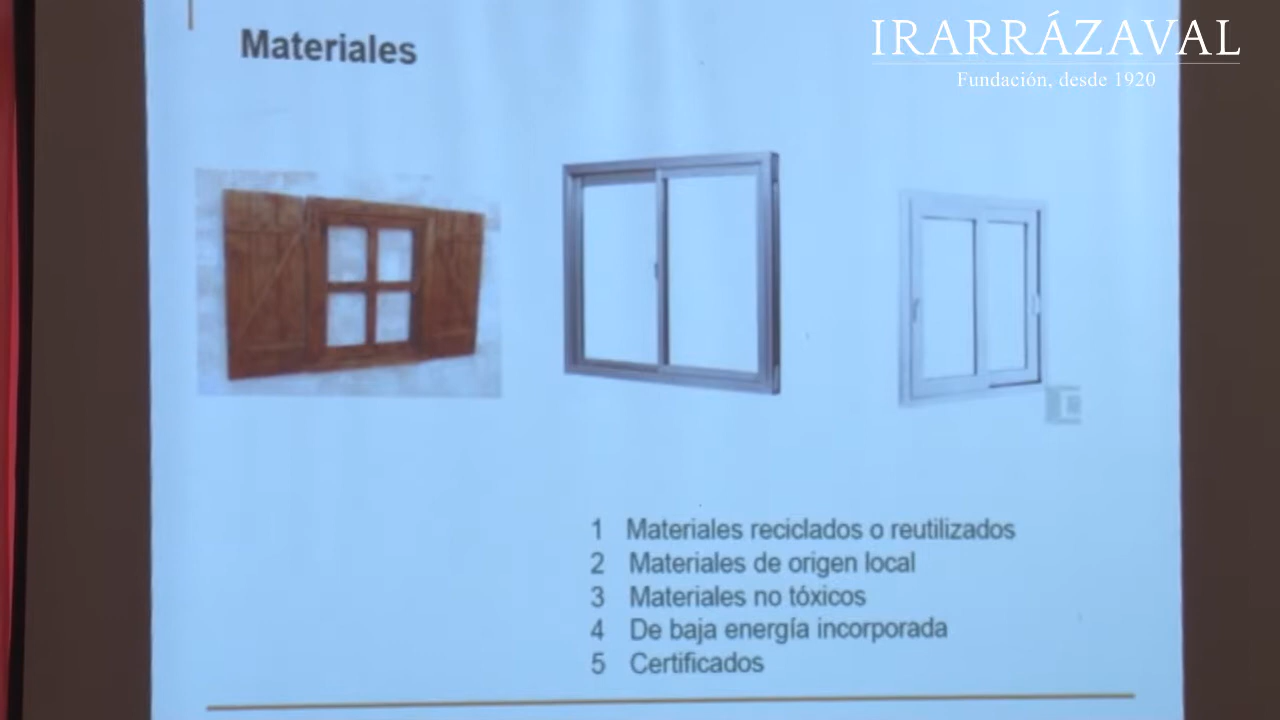 IRARRÁZAVAL
Fundación, desde 1920
Materiales
1 Materiales reciclados o reutilizados
2 Materiales de origen local
3 Materiales no tóxicos
4 De baja energía incorporada
5 Certificados